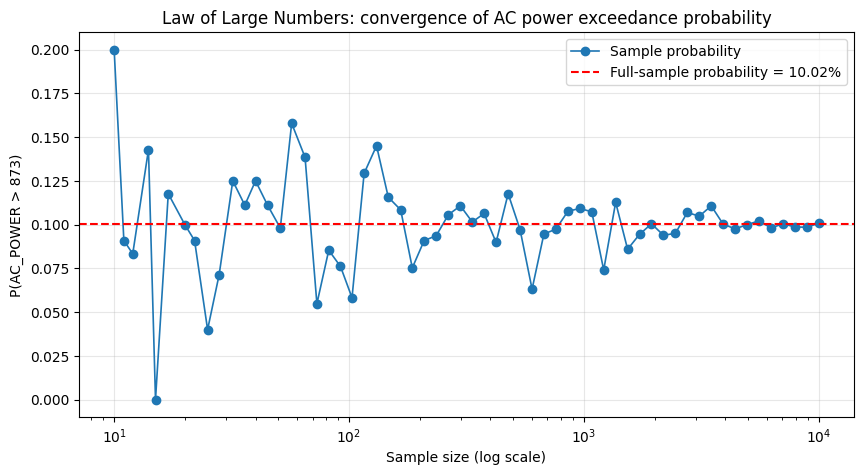 Law of Large Numbers: convergence of AC power exceedance probability
Sample probability
Full-sample probability = 10.02%
P(AC_POWER > 873)
0.200
0.175
0.150
0.125
0.100
0.075
0.050
0.025
0.000
10¹ 10² 10³ 10⁴
Sample size (log scale)